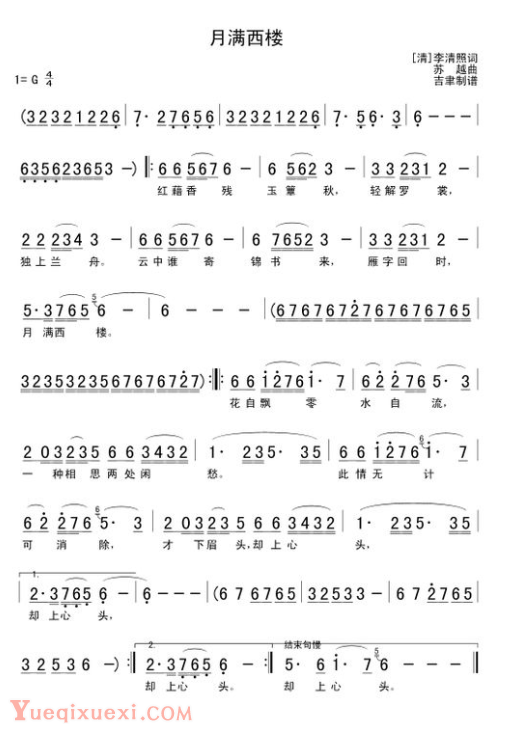 月满西楼
[清]李清照词
1=G 4/4
苏 越曲
吉聿制谱
(3 2 3 2 1 2 2 6 | 7· 2 7 6 5 6 | 1· 2 7 6 5 | 7· 5 6· 3 | 6 — — —
6 3 5 6 2 3 6 5 3 —) |: 6 6 5 6 7 6 — | 6 5 6 2 3 — | 3 3 2 3 1 2 — |
红藕香 残 玉 簟 秋, 轻解罗 裳,
2 2 2 3 4 3 — | 6 6 5 6 7 6 — | 6 7 6 5 2 3 — | 3 3 2 3 1 2 — |
独上兰 舟。 云中谁 寄 锦 书 来, 雁字回 时,
5· 3 7 6 5 5 6 — | 6 — — — | (6 7 6 7 6 7 6 7 2 7 6 7 6 7 6 7 6 5 |
月 满西 楼。
3 2 3 5 3 2 3 5 6 7 6 7 6 7 2 7) :|: 6 6 1 2 7 6 1· 7 | 6 2 2 7 6 5· 3 |
花自飘 零 水 自 流,
2 0 3 2 3 5 6 6 3 4 3 2 | 1· 2 3 5· 3 5 | 6 6 1 2 7 6 6 1· 7 |
一 种相 思两处闲 愁。 此情无 计
6 2 2 7 6 6 5· 3 | 2 0 3 2 3 5 6 6 3 4 3 2 | 1· 2 3 5· 3 5 |
可 消 除, 才 下眉 头,却上心 头,
1.
2· 3 7 6 5 6 — | 6 — — — | (6 7 6 7 6 5 | 3 2 5 3 3 — | 6 7 2 7 6 5 |
却 上心 头,
2. 结束句慢
3 2 5 3 6 —) :| 2· 3 7 6 5 6 — :| 5· 6 1· 7 5 6 | 6 — — — ‖
却 上心 头。 却 上 心 头。
Yueqixuexi.com